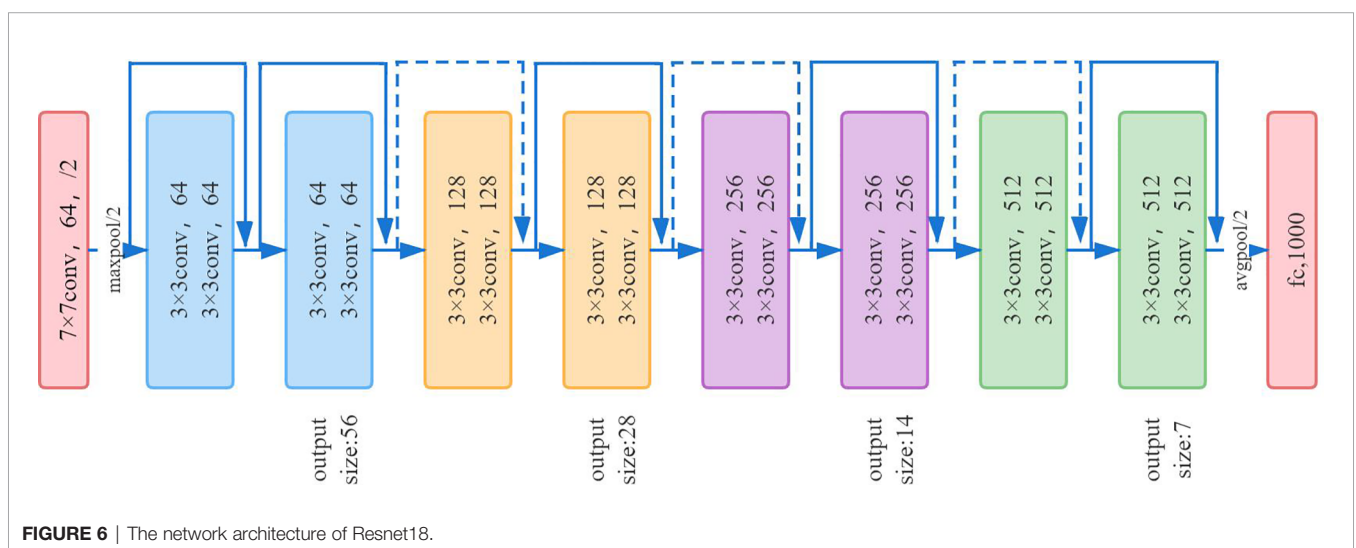 7×7conv, 64, /2
maxpool/2
3×3conv, 64
3×3conv, 64
3×3conv, 64
3×3conv, 64
output
size:56
3×3conv, 128
3×3conv, 128
3×3conv, 128
3×3conv, 128
output
size:28
3×3conv, 256
3×3conv, 256
3×3conv, 256
3×3conv, 256
output
size:14
3×3conv, 512
3×3conv, 512
3×3conv, 512
3×3conv, 512
output
size:7
avgpool/2
fc,1000
FIGURE 6 | The network architecture of Resnet18.